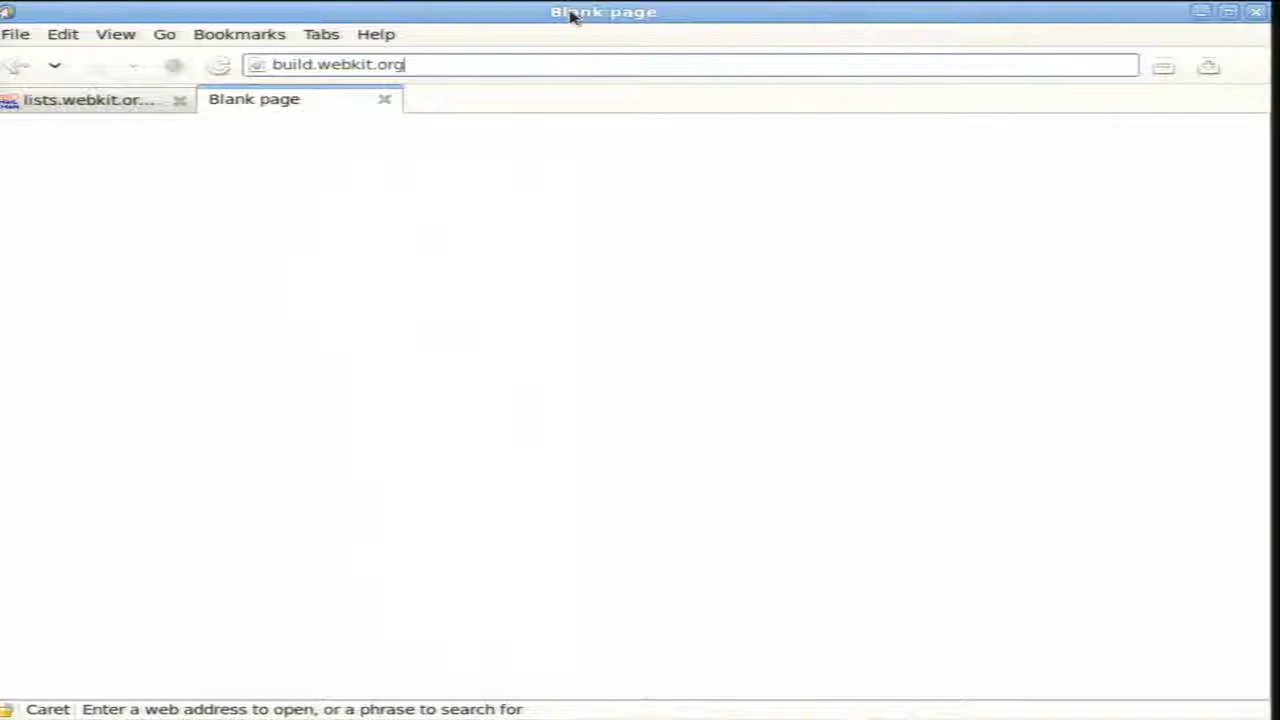 Blank page
File Edit View Go Bookmarks Tabs Help
build.webkit.org
lists.webkit.or... Blank page
Caret Enter a web address to open, or a phrase to search for